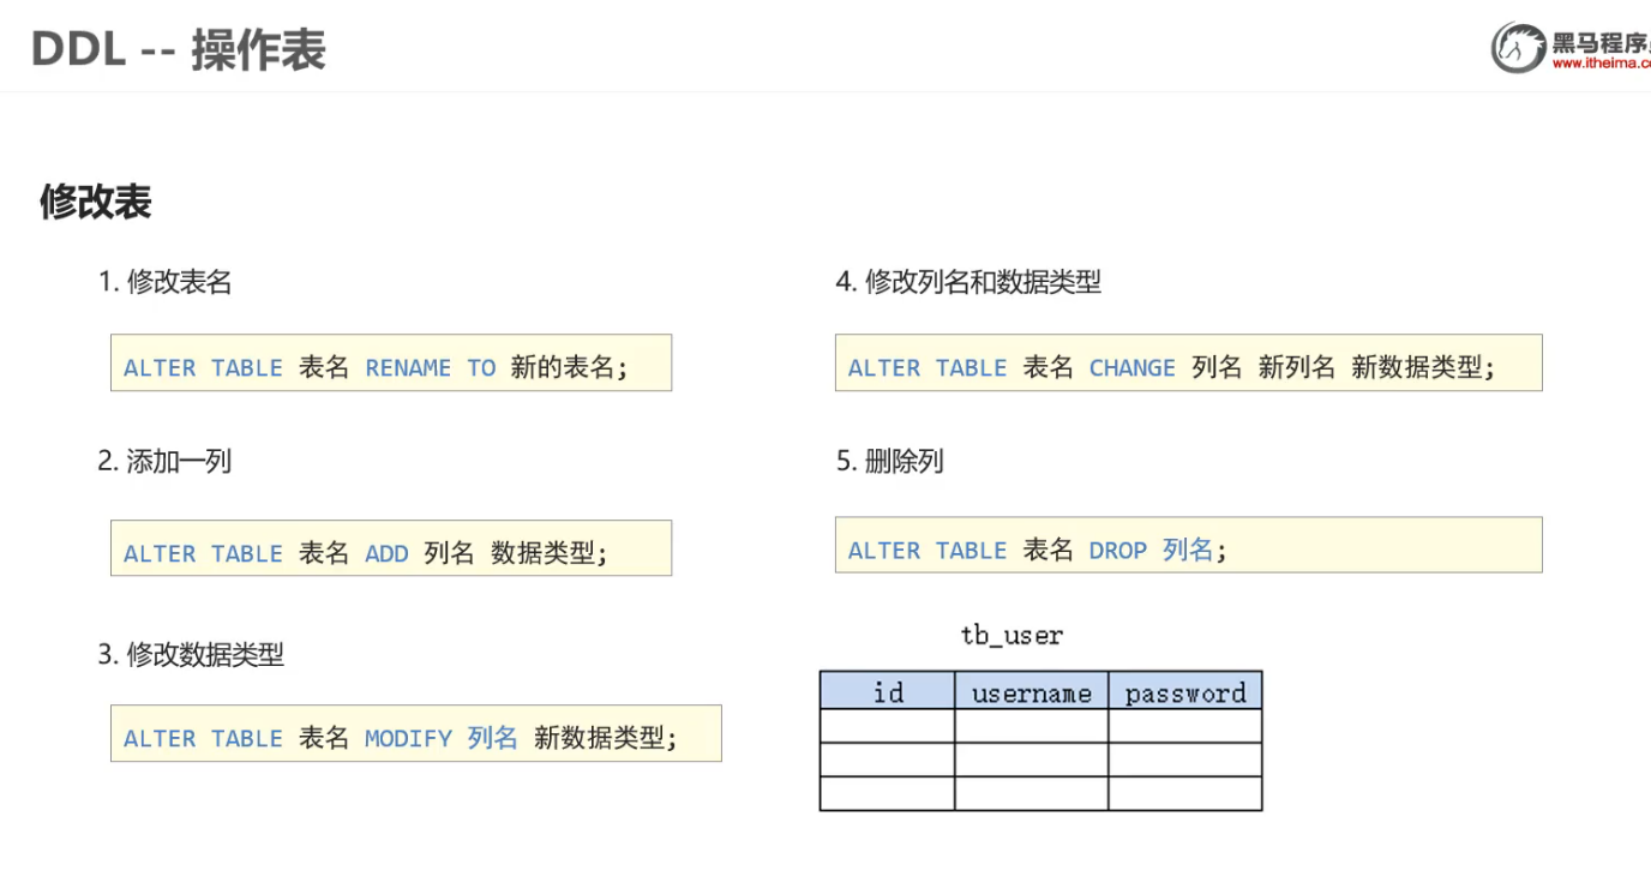 DDL -- 操作表
黑马程序
www.itheima.c
修改表
1. 修改表名
ALTER TABLE 表名 RENAME TO 新的表名;
2. 添加一列
ALTER TABLE 表名 ADD 列名 数据类型;
3. 修改数据类型
ALTER TABLE 表名 MODIFY 列名 新数据类型;
4. 修改列名和数据类型
ALTER TABLE 表名 CHANGE 列名 新列名 新数据类型;
5. 删除列
ALTER TABLE 表名 DROP 列名;
tb_user
id username password